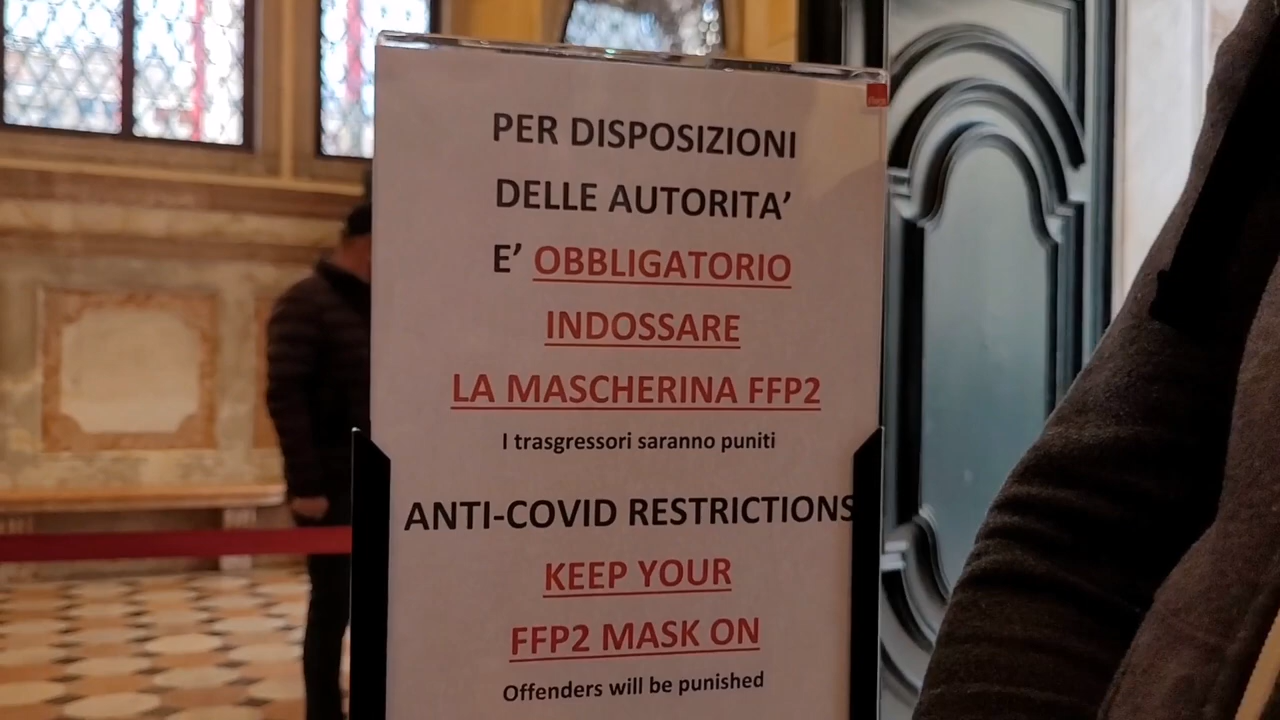 PER DISPOSIZIONI
DELLE AUTORITA’
E’ OBBLIGATORIO
INDOSSARE
LA MASCHERINA FFP2
I trasgressori saranno puniti
ANTI-COVID RESTRICTIONS
KEEP YOUR
FFP2 MASK ON
Offenders will be punished